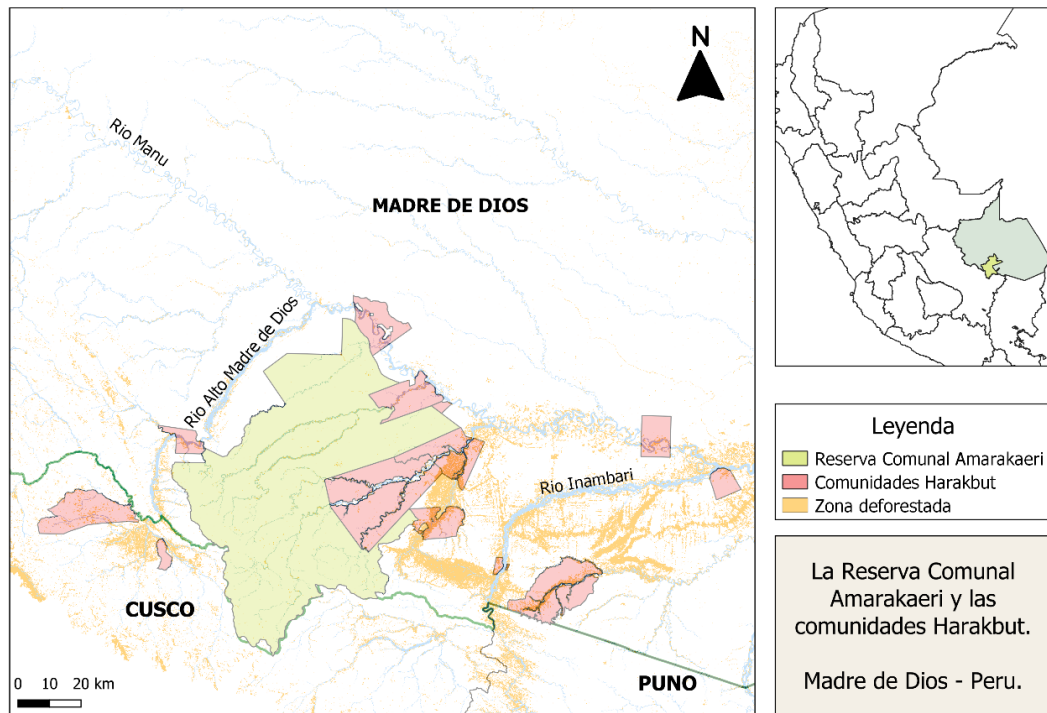 N
Rio Manu
MADRE DE DIOS
Rio Alto Madre de Dios
Rio Inambari
CUSCO
PUNO
0 10 20 km
Leyenda
Reserva Comunal Amarakaeri
Comunidades Harakbut
Zona deforestada
La Reserva Comunal
Amarakaeri y las
comunidades Harakbut.
Madre de Dios - Peru.